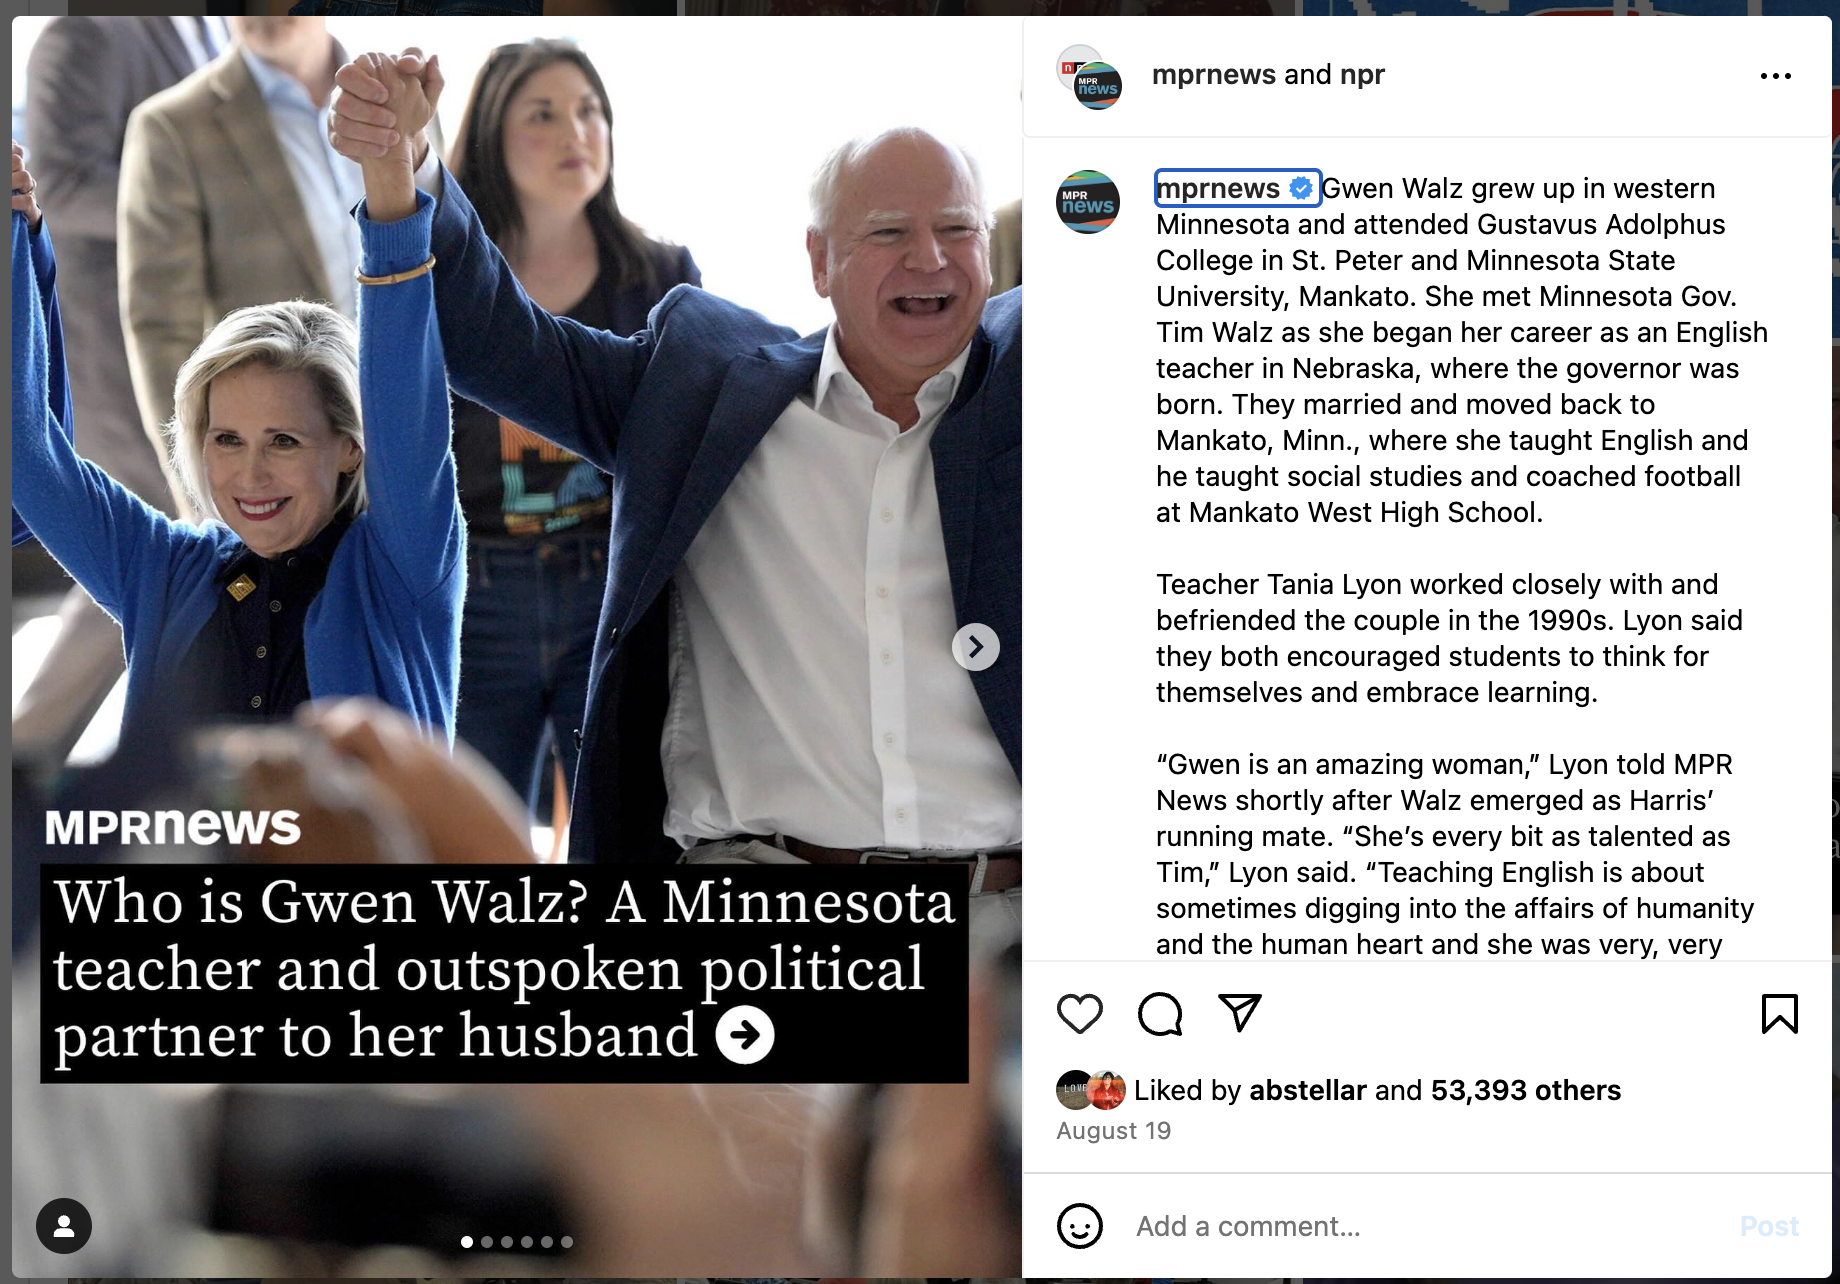 mprnews and npr
MPR
news
MPR
news
mprnews Gwen Walz grew up in western
Minnesota and attended Gustavus Adolphus
College in St. Peter and Minnesota State
University, Mankato. She met Minnesota Gov.
Tim Walz as she began her career as an English
teacher in Nebraska, where the governor was
born. They married and moved back to
Mankato, Minn., where she taught English and
he taught social studies and coached football
at Mankato West High School.
Teacher Tania Lyon worked closely with and
befriended the couple in the 1990s. Lyon said
they both encouraged students to think for
themselves and embrace learning.
“Gwen is an amazing woman,” Lyon told MPR
News shortly after Walz emerged as Harris’
running mate. “She’s every bit as talented as
Tim,” Lyon said. “Teaching English is about
sometimes digging into the affairs of humanity
and the human heart and she was very, very
MPRnews
Who is Gwen Walz? A Minnesota
teacher and outspoken political
partner to her husband
LOVE
Liked by abstellar and 53,393 others
August 19
Add a comment...
Post